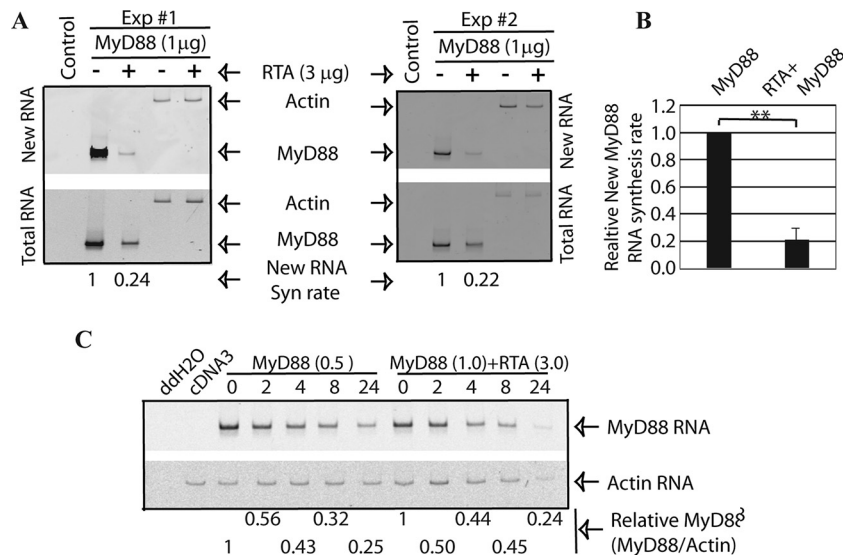 A
Exp #1
Exp #2
Control
MyD88 (1μg)
Control
MyD88 (1μg)
- + - + RTA (3 μg) - + - +
New RNA
Actin
MyD88
New RNA
Total RNA
Actin
MyD88
Total RNA
1 0.24 New RNA Syn rate 1 0.22
B
MyD88
RTA+ MyD88
Realtive New MyD88
RNA synthesis rate
1.2
1.0
0.8
0.6
0.4
0.2
0.0
**
C
ddH2O
cDNA3
MyD88 (0.5 )
MyD88 (1.0)+RTA (3.0)
0 2 4 8 24 0 2 4 8 24
MyD88 RNA
Actin RNA
0.56 0.32 1 0.44 0.24
1 0.43 0.25 0.50 0.45
Relative MyD88
(MyD88/Actin)